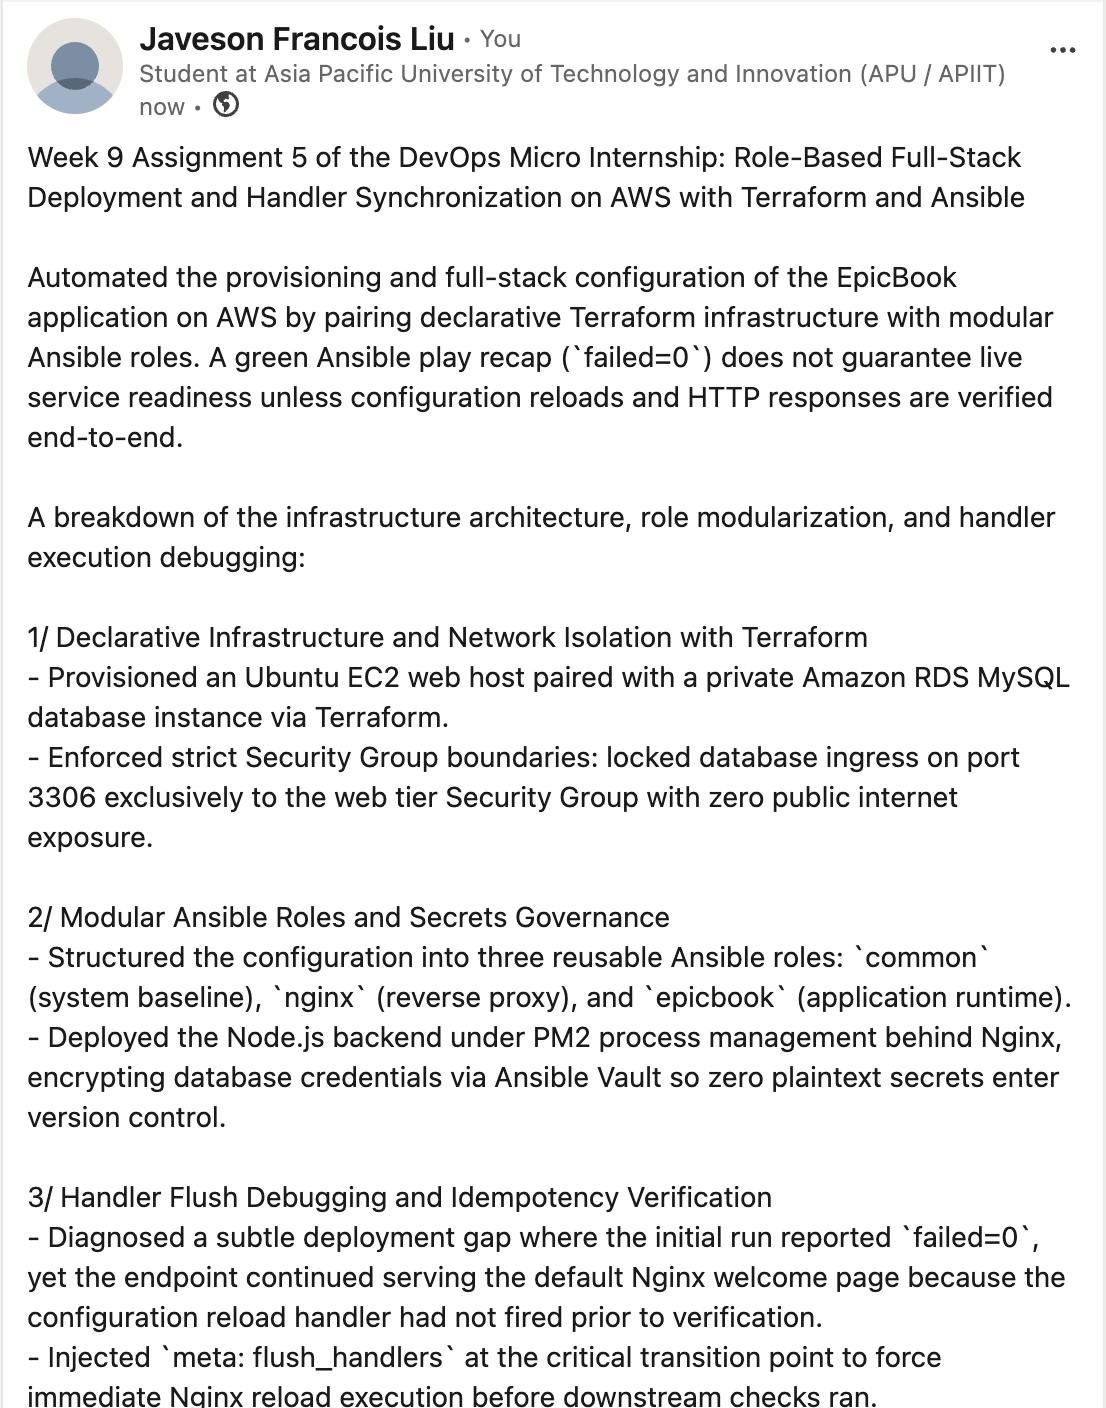 Javeson Francois Liu • You
Student at Asia Pacific University of Technology and Innovation (APU / APIIT)
now •
Week 9 Assignment 5 of the DevOps Micro Internship: Role-Based Full-Stack
Deployment and Handler Synchronization on AWS with Terraform and Ansible
Automated the provisioning and full-stack configuration of the EpicBook
application on AWS by pairing declarative Terraform infrastructure with modular
Ansible roles. A green Ansible play recap (`failed=0`) does not guarantee live
service readiness unless configuration reloads and HTTP responses are verified
end-to-end.
A breakdown of the infrastructure architecture, role modularization, and handler
execution debugging:
1/ Declarative Infrastructure and Network Isolation with Terraform
- Provisioned an Ubuntu EC2 web host paired with a private Amazon RDS MySQL
database instance via Terraform.
- Enforced strict Security Group boundaries: locked database ingress on port
3306 exclusively to the web tier Security Group with zero public internet
exposure.
2/ Modular Ansible Roles and Secrets Governance
- Structured the configuration into three reusable Ansible roles: `common`
(system baseline), `nginx` (reverse proxy), and `epicbook` (application runtime).
- Deployed the Node.js backend under PM2 process management behind Nginx,
encrypting database credentials via Ansible Vault so zero plaintext secrets enter
version control.
3/ Handler Flush Debugging and Idempotency Verification
- Diagnosed a subtle deployment gap where the initial run reported `failed=0`,
yet the endpoint continued serving the default Nginx welcome page because the
configuration reload handler had not fired prior to verification.
- Injected `meta: flush_handlers` at the critical transition point to force
immediate Nginx reload execution before downstream checks ran.